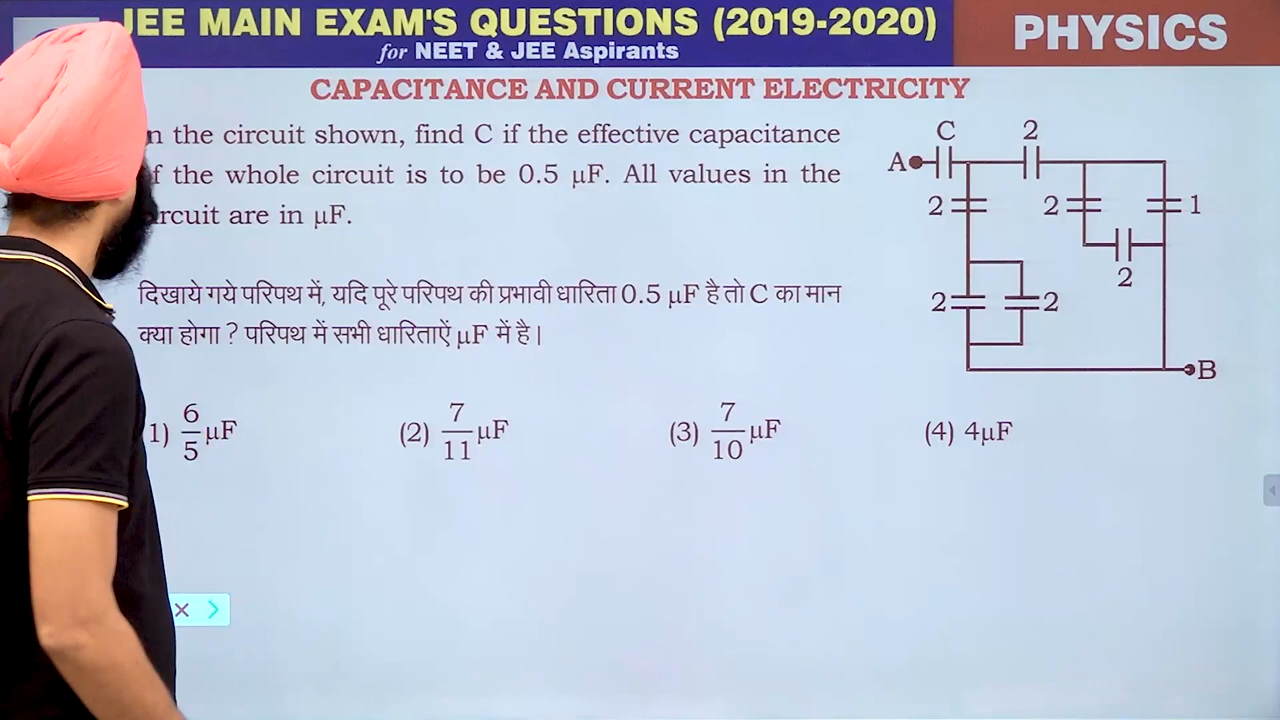 JEE MAIN EXAM'S QUESTIONS (2019-2020)
for NEET & JEE Aspirants
PHYSICS
CAPACITANCE AND CURRENT ELECTRICITY
n the circuit shown, find C if the effective capacitance
f the whole circuit is to be 0.5 μF. All values in the
rcuit are in μF.
दिखाये गये परिपथ में, यदि पूरे परिपथ की प्रभावी धारिता 0.5 μF है तो C का मान
क्या होगा ? परिपथ में सभी धारिताऐं μF में है।
1) 6/5 μF
(2) 7/11 μF
(3) 7/10 μF
(4) 4μF
C 2
A
2 2 1
2
2 2
B